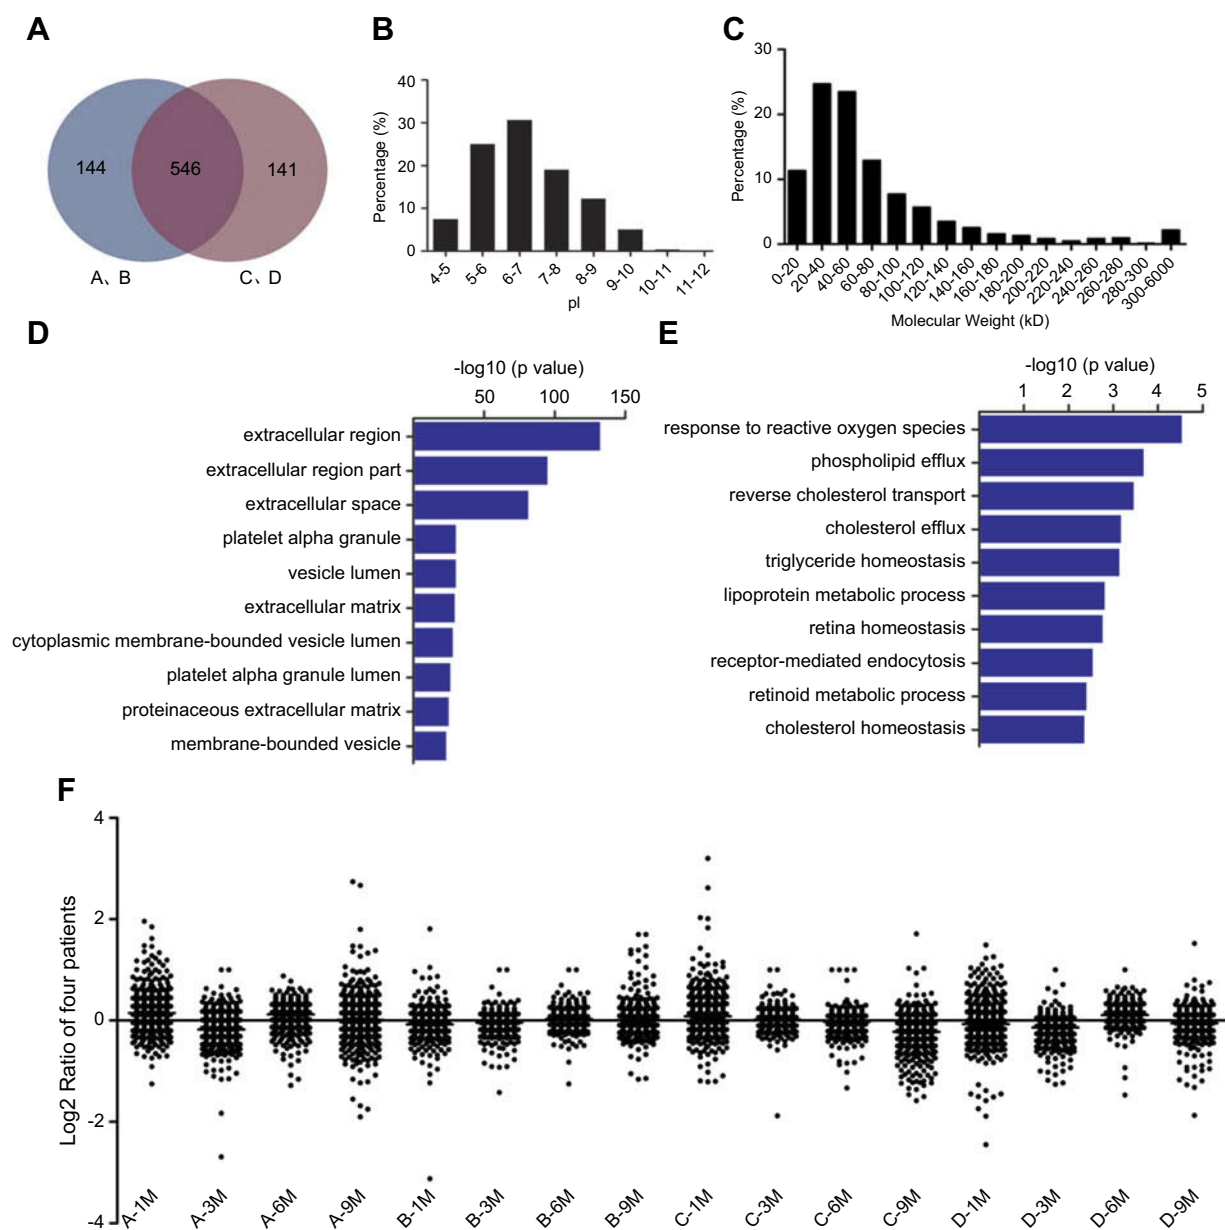 A
144
546
141
A、B
C、D
B
Percentage (%)
40
30
20
10
0
4-5
5-6
6-7
7-8
8-9
9-10
10-11
11-12
pI
C
Percentage (%)
30
20
10
0
0-20
20-40
40-60
60-80
80-100
100-120
120-140
140-160
160-180
180-200
200-220
220-240
240-260
260-280
280-300
300-6000
Molecular Weight (kD)
D
-log10 (p value)
50
100
150
extracellular region
extracellular region part
extracellular space
platelet alpha granule
vesicle lumen
extracellular matrix
cytoplasmic membrane-bounded vesicle lumen
platelet alpha granule lumen
proteinaceous extracellular matrix
membrane-bounded vesicle
E
-log10 (p value)
1
2
3
4
5
response to reactive oxygen species
phospholipid efflux
reverse cholesterol transport
cholesterol efflux
triglyceride homeostasis
lipoprotein metabolic process
retina homeostasis
receptor-mediated endocytosis
retinoid metabolic process
cholesterol homeostasis
F
Log2 Ratio of four patients
4
2
0
-2
-4
A-1M
A-3M
A-6M
A-9M
B-1M
B-3M
B-6M
B-9M
C-1M
C-3M
C-6M
C-9M
D-1M
D-3M
D-6M
D-9M